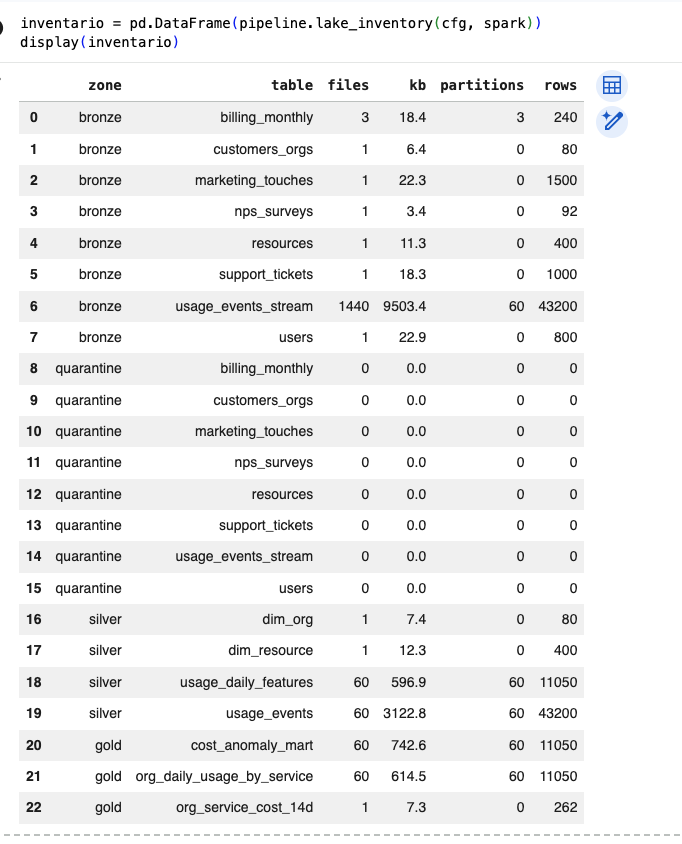 inventario = pd.DataFrame(pipeline.lake_inventory(cfg, spark))
display(inventario)
zone table files kb partitions rows
0 bronze billing_monthly 3 18.4 3 240
1 bronze customers_orgs 1 6.4 0 80
2 bronze marketing_touches 1 22.3 0 1500
3 bronze nps_surveys 1 3.4 0 92
4 bronze resources 1 11.3 0 400
5 bronze support_tickets 1 18.3 0 1000
6 bronze usage_events_stream 1440 9503.4 60 43200
7 bronze users 1 22.9 0 800
8 quarantine billing_monthly 0 0.0 0 0
9 quarantine customers_orgs 0 0.0 0 0
10 quarantine marketing_touches 0 0.0 0 0
11 quarantine nps_surveys 0 0.0 0 0
12 quarantine resources 0 0.0 0 0
13 quarantine support_tickets 0 0.0 0 0
14 quarantine usage_events_stream 0 0.0 0 0
15 quarantine users 0 0.0 0 0
16 silver dim_org 1 7.4 0 80
17 silver dim_resource 1 12.3 0 400
18 silver usage_daily_features 60 596.9 60 11050
19 silver usage_events 60 3122.8 60 43200
20 gold cost_anomaly_mart 60 742.6 60 11050
21 gold org_daily_usage_by_service 60 614.5 60 11050
22 gold org_service_cost_14d 1 7.3 0 262